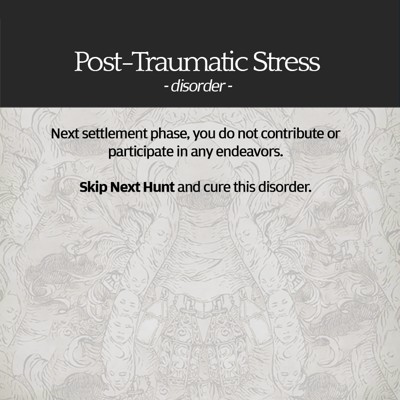 Post-Traumatic Stress
- disorder -
Next settlement phase, you do not contribute or
participate in any endeavors.
Skip Next Hunt and cure this disorder.